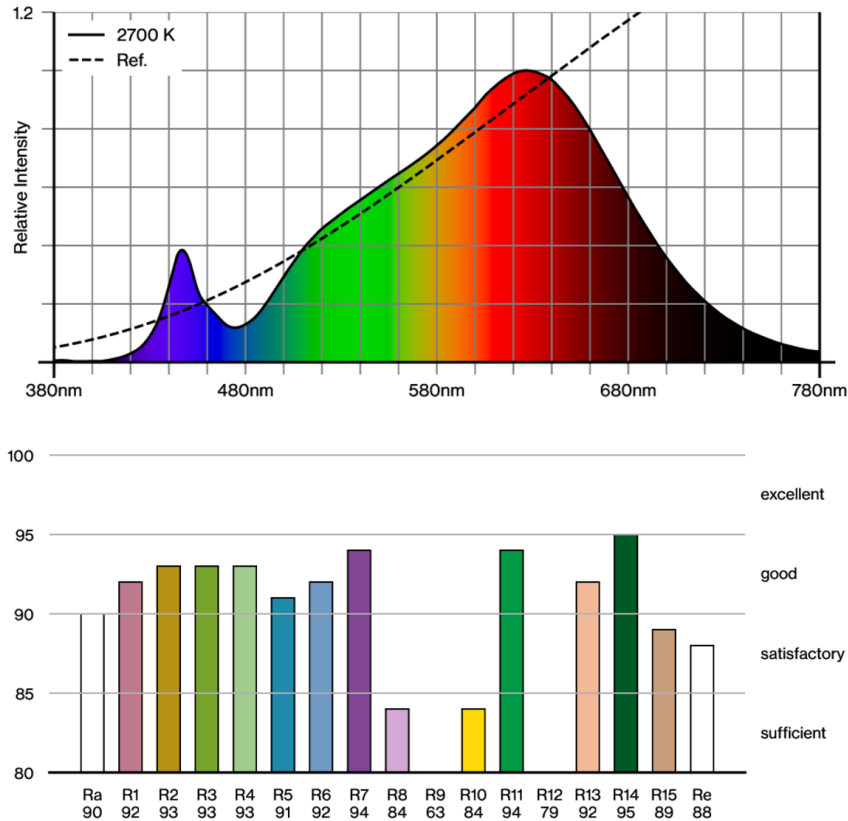 1.2
2700 K
Ref.
Relative Intensity
380nm 480nm 580nm 680nm 780nm
100
excellent
95
good
90
satisfactory
85
sufficient
80
Ra R1 R2 R3 R4 R5 R6 R7 R8 R9 R10 R11 R12 R13 R14 R15 Re
90 92 93 93 93 91 92 94 84 63 84 94 79 92 95 89 88